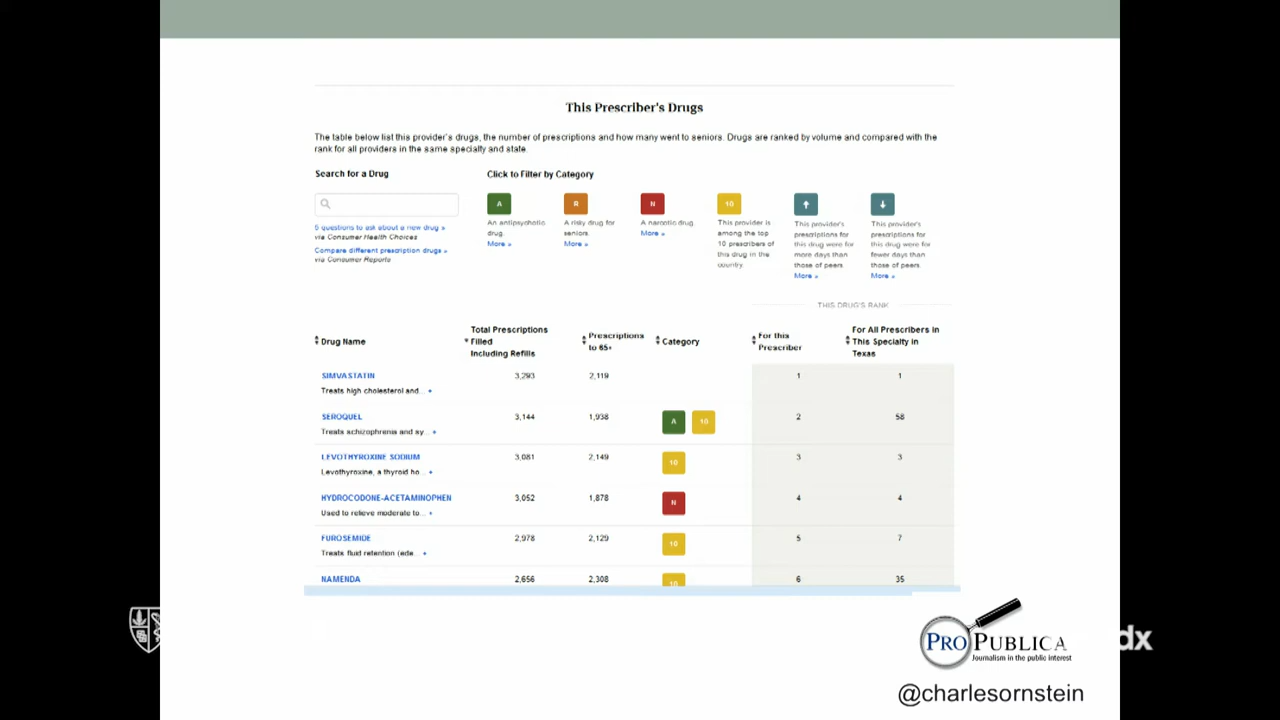 This Prescriber's Drugs
The table below list this provider's drugs, the number of prescriptions and how many went to seniors. Drugs are ranked by volume and compared with the
rank for all providers in the same specialty and state.
Search for a Drug
Click to Filter by Category
A
R
N
10
5 questions to ask about a new drug »
via Consumer Health Choices
Compare different prescription drugs »
via Consumer Reports
An antipsychotic
drug.
More »
A risky drug for
seniors.
More »
A narcotic drug.
More »
This provider is
among the top
10 prescribers of
this drug in the
country.
This provider's
prescriptions for
this drug were for
more days than
those of peers.
More »
This provider's
prescriptions for
this drug were for
fewer days than
those of peers.
More »
THIS DRUG'S RANK
Drug Name
Total Prescriptions
Filled
Including Refills
Prescriptions
to 65+
Category
For this
Prescriber
For All Prescribers in
This Specialty in
Texas
SIMVASTATIN 3,293 2,119 1 1
Treats high cholesterol and... +
SEROQUEL 3,144 1,938 A 10 2 58
Treats schizophrenia and sy... +
LEVOTHYROXINE SODIUM 3,081 2,149 10 3 3
Levothyroxine, a thyroid ho... +
HYDROCODONE-ACETAMINOPHEN 3,052 1,878 N 4 4
Used to relieve moderate to... +
FUROSEMIDE 2,978 2,129 10 5 7
Treats fluid retention (ede... +
NAMENDA 2,656 2,308 10 6 35
PROPUBLICA
Journalism in the public interest
dx
@charlesornstein